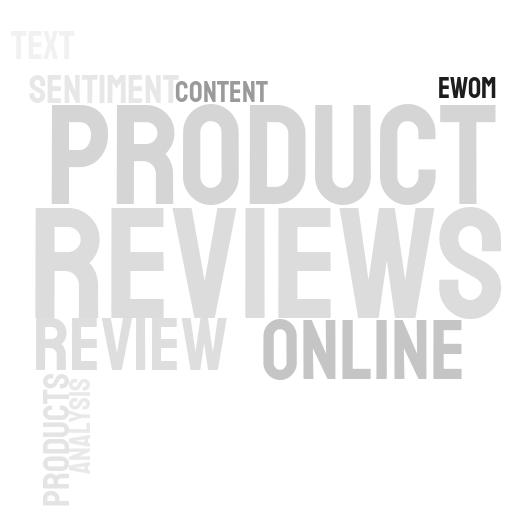 TEXT
SENTIMENT CONTENT EWOM
PRODUCT
REVIEWS
REVIEW ONLINE
PRODUCTS
ANALYSIS